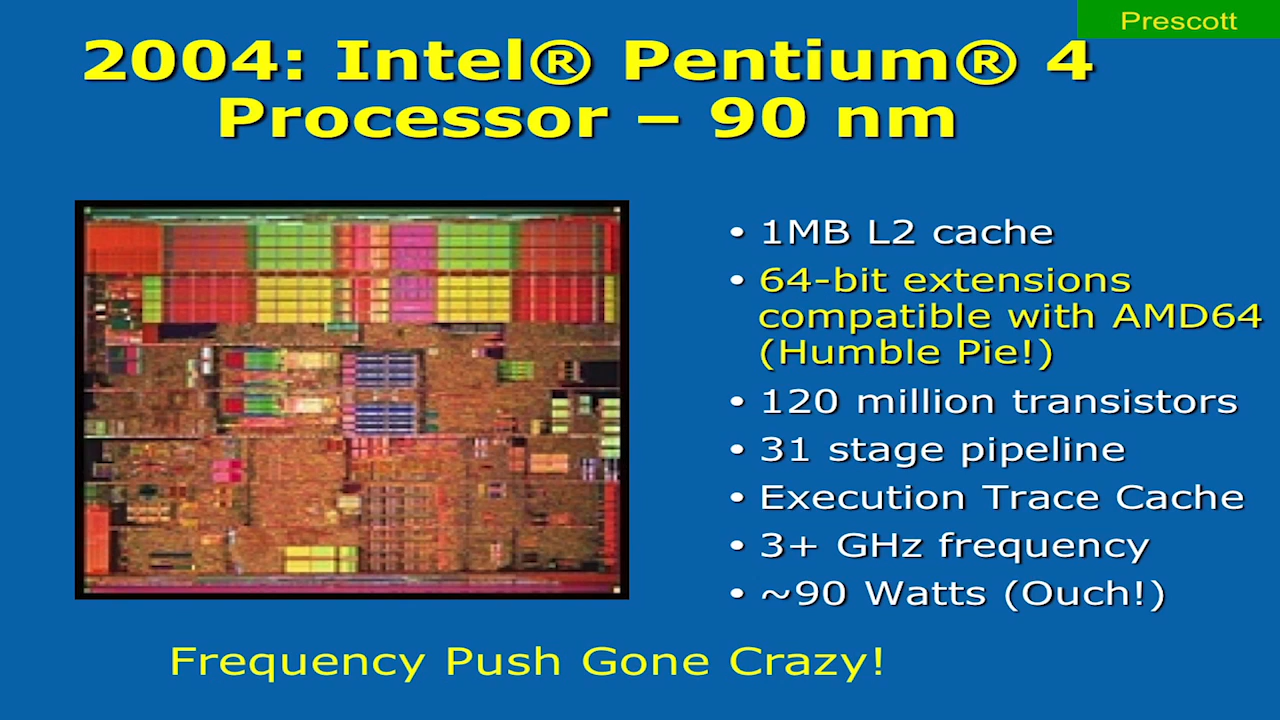 Prescott
2004: Intel® Pentium® 4
Processor – 90 nm
• 1MB L2 cache
• 64-bit extensions
compatible with AMD64
(Humble Pie!)
• 120 million transistors
• 31 stage pipeline
• Execution Trace Cache
• 3+ GHz frequency
• ~90 Watts (Ouch!)
Frequency Push Gone Crazy!